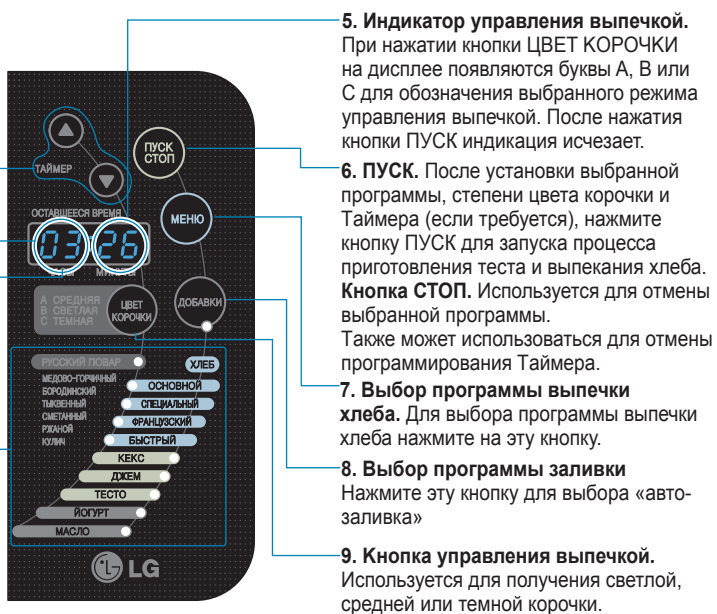 5. Индикатор управления выпечкой.
При нажатии кнопки ЦВЕТ КОРОЧКИ
на дисплее появляются буквы А, В или
С для обозначения выбранного режима
управления выпечкой. После нажатия
кнопки ПУСК индикация исчезает.
6. ПУСК. После установки выбранной
программы, степени цвета корочки и
Таймера (если требуется), нажмите
кнопку ПУСК для запуска процесса
приготовления теста и выпекания хлеба.
Кнопка СТОП. Используется для отмены
выбранной программы.
Также может использоваться для отмены
программирования Таймера.
7. Выбор программы выпечки
хлеба. Для выбора программы выпечки
хлеба нажмите на эту кнопку.
8. Выбор программы заливки
Нажмите эту кнопку для выбора «авто-
заливка»
9. Кнопка управления выпечкой.
Используется для получения светлой,
средней или темной корочки.
ПУСК
СТОП
ТАЙМЕР
МЕНЮ
ОСТАВШЕЕСЯ ВРЕМЯ
03 26
А СРЕДНЯЯ
В СВЕТЛАЯ
С ТЕМНАЯ
ЦВЕТ
КОРОЧКИ
ДОБАВКИ
РУССКИЙ ПОВАР
МЕДОВО-ГОРЧИЧНЫЙ
БОРОДИНСКИЙ
ТЫКВЕННЫЙ
СМЕТАННЫЙ
РЖАНОЙ
КУЛИЧ
ХЛЕБ
ОСНОВНОЙ
СПЕЦИАЛЬНЫЙ
ФРАНЦУЗСКИЙ
БЫСТРЫЙ
КЕКС
ДЖЕМ
ТЕСТО
ЙОГУРТ
МАСЛО
LG